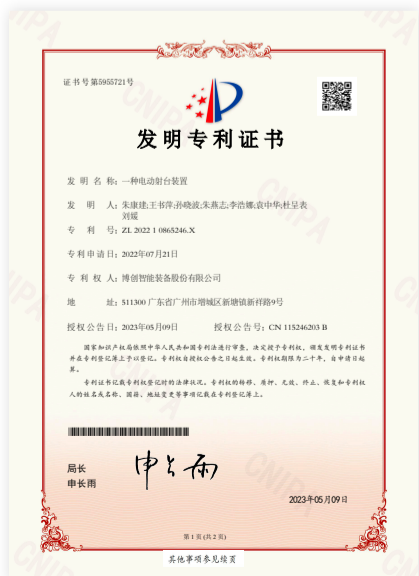 证书号第5955721号
发明专利证书
发明名称：一种电动射台装置
发明人：朱康建;王书萍;孙晓波;朱燕志;李浩娜;袁中华;杜呈表
刘媛
专利号：ZL 2022 1 0865246.X
专利申请日：2022年07月21日
专利权人：博创智能装备股份有限公司
地址：511300 广东省广州市增城区新塘镇新祥路9号
授权公告日：2023年05月09日 授权公告号：CN 115246203 B
国家知识产权局依照中华人民共和国专利法进行审查，决定授予专利权，颁发发明专利证书
并在专利登记簿上予以登记。专利权自授权公告之日起生效。专利权期限为二十年，自申请日起
算。
专利证书记载专利权登记时的法律状况。专利权的转移、质押、无效、终止、恢复和专利权
人的姓名或名称、国籍、地址变更等事项记载在专利登记簿上。
局长
申长雨
申长雨
2023年05月09日
第 1 页 (共 2 页)
其他事项参见续页
CNIPA